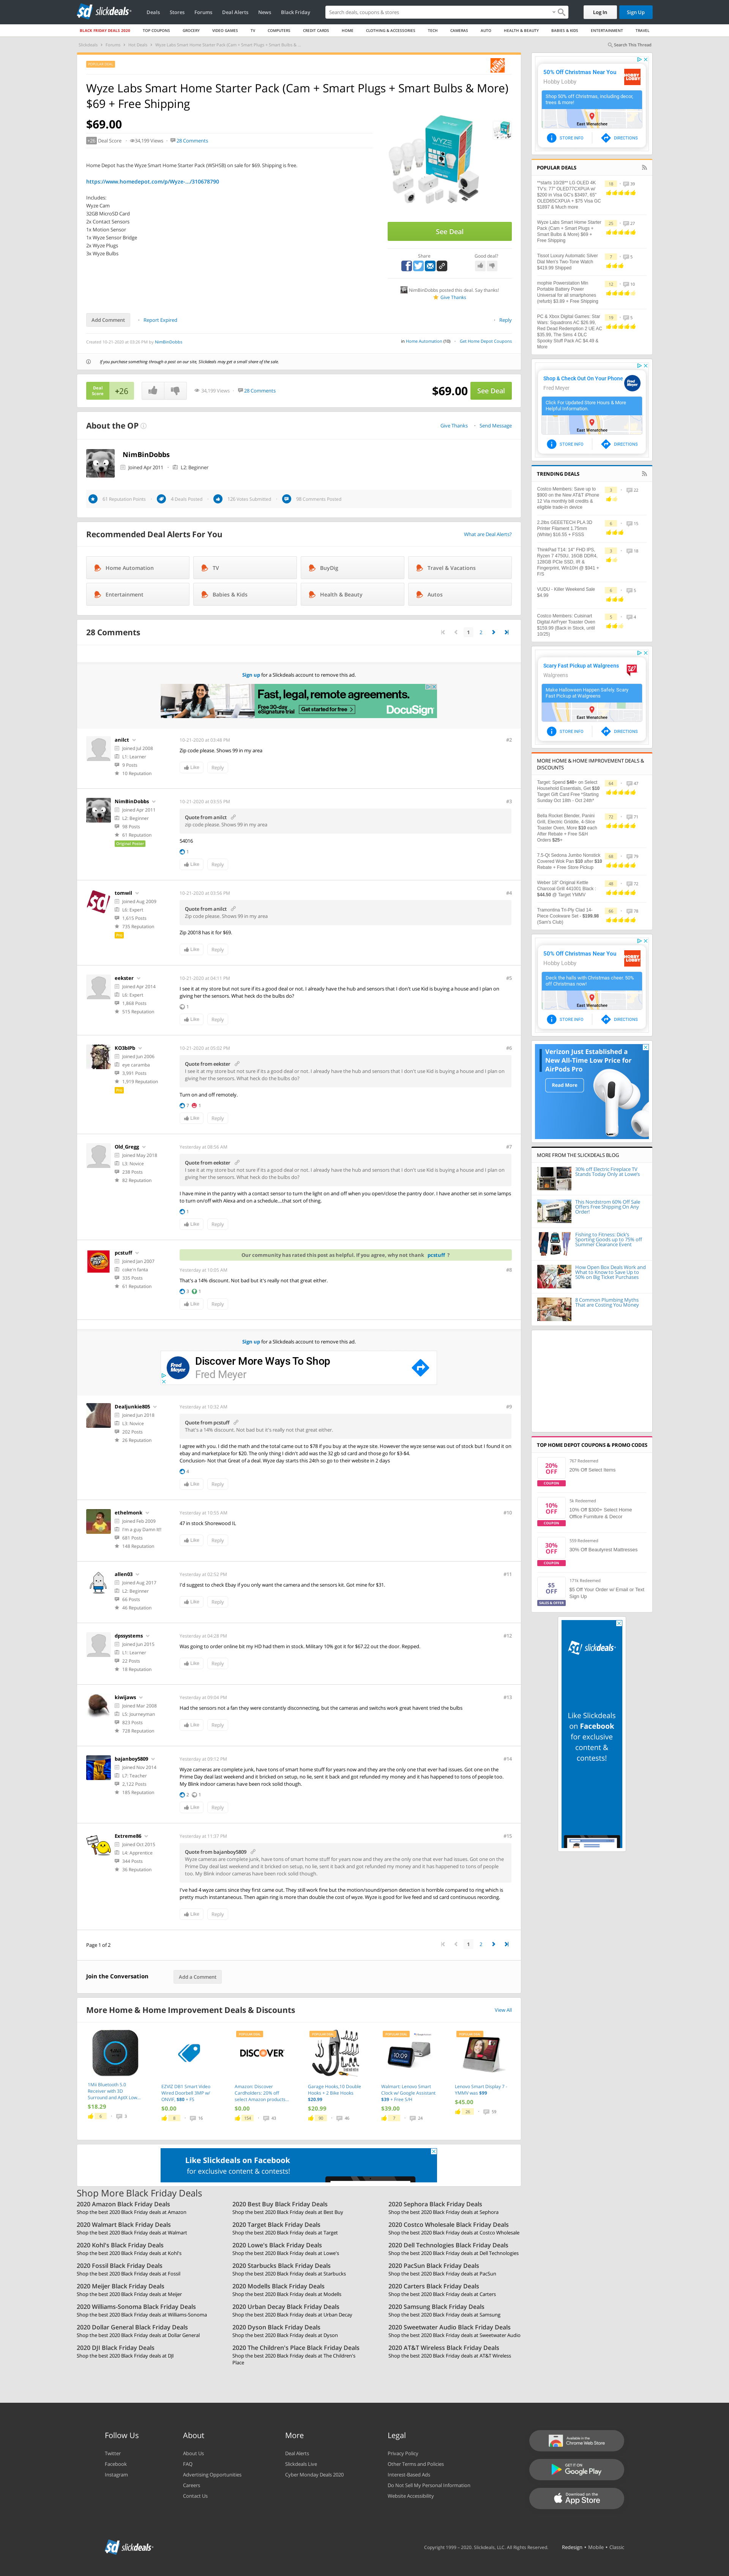 slickdeals
Deals Stores Forums Deal Alerts News Black Friday
Search deals, coupons & stores
Log In Sign Up
BLACK FRIDAY DEALS 2020 TOP COUPONS GROCERY VIDEO GAMES TV COMPUTERS CREDIT CARDS HOME CLOTHING & ACCESSORIES TECH CAMERAS AUTO HEALTH & BEAUTY BABIES & KIDS ENTERTAINMENT TRAVEL
Slickdeals Forums Hot Deals Wyze Labs Smart Home Starter Pack (Cam + Smart Plugs + Smart Bulbs &...
Search This Thread
Wyze Labs Smart Home Starter Pack (Cam + Smart Plugs + Smart Bulbs & More)
$69 + Free Shipping
$69.00
+26 Deal Score 34,199 Views 28 Comments
Home Depot has the Wyze Smart Home Starter Pack (WSHSB) on sale for $69. Shipping is free.
https://www.homedepot.com/p/Wyze-.../310678790
Includes:
Wyze Cam
32GB MicroSD Card
2x Contact Sensors
1x Motion Sensor
1x Wyze Sensor Bridge
2x Wyze Plugs
3x Wyze Bulbs
See Deal
Share
Good deal?
NimBinDobbs posted this deal. Say thanks!
Give Thanks
Add Comment Report Expired
Reply
Created 10-21-2020 at 03:35 PM by NimBinDobbs
in Home Automation (10) Get Home Depot Coupons
If you purchase something through a post on our site, Slickdeals may get a small share of the sale.
Deal Score +26
34,199 Views 28 Comments
$69.00 See Deal
About the OP
Give Thanks Send Message
NimBinDobbs
Joined Apr 2011 L2: Beginner
61 Reputation Points 4 Deals Posted 120 Votes Submitted 98 Comments Posted
Recommended Deal Alerts For You
What are Deal Alerts?
Home Automation TV BuyDig Travel & Vacations
Entertainment Babies & Kids Health & Beauty Autos
28 Comments
1 2
Sign up for a Slickdeals account to remove this ad.
Fast, legal, remote agreements.
Free 30-day esignature trial
Get started for free
DocuSign
anilct
Joined Jul 2008
L1: Learner
9 Posts
10 Reputation
10-21-2020 at 03:48 PM
#2
Zip code please. Shows 99 in my area
Like Reply
NimBinDobbs
Joined Apr 2011
L2: Beginner
98 Posts
61 Reputation
Original Poster
10-21-2020 at 03:55 PM
#3
Quote from anilct
zip code please. Shows 99 in my area
54016
1
Like Reply
tomwil
Joined Aug 2005
L6: Expert
1,615 Posts
735 Reputation
Pro
10-21-2020 at 03:56 PM
#4
Quote from anilct
Zip code please. Shows 99 in my area
Zip 20018 has it for $69.
Like Reply
eekster
Joined Apr 2014
L6: Expert
1,868 Posts
515 Reputation
10-21-2020 at 04:11 PM
#5
I see it at my store but not sure if its a good deal or not. I already have the hub and sensors that I don't use Kid is buying a house and I plan on giving her the sensors. What heck do the bulbs do?
1
Like Reply
KO3blPb
Joined Jan 2006
eye caramba
3,991 Posts
1,919 Reputation
Pro
10-21-2020 at 05:02 PM
#6
Quote from eekster
I see it at my store but not sure if its a good deal or not. I already have the hub and sensors that I don't use Kid is buying a house and I plan on giving her the sensors. What heck do the bulbs do?
Turn on and off remotely.
7 1
Like Reply
Old_Gregg
Joined May 2018
L3: Novice
238 Posts
82 Reputation
Yesterday at 08:06 AM
#7
Quote from eekster
I see it at my store but not sure if its a good deal or not. I already have the hub and sensors that I don't use Kid is buying a house and I plan on giving her the sensors. What heck do the bulbs do?
I have mine in the pantry with a contact sensor to turn the light on and off when you open/close the pantry door. I have another set in some lamps to turn on/off with Alexa and on a schedule....that sort of thing.
1
Like Reply
Our community has rated this post as helpful. If you agree, why not thank pcstuff ?
pcstuff
Joined Jan 2007
coke'n fanta
335 Posts
61 Reputation
Yesterday at 10:05 AM
#8
That's a 14% discount. Not bad but it's really not that great either.
3 1
Like Reply
Sign up for a Slickdeals account to remove this ad.
Discover More Ways To Shop
Fred Meyer
Dealjunkie805
Joined Jun 2018
L3: Novice
202 Posts
26 Reputation
Yesterday at 10:32 AM
#9
Quote from pcstuff
That's a 14% discount. Not bad but it's really not that great either.
I agree with you. I did the math and the total came out to $78 if you buy at the wyze site. However the wyze sense was out of stock but I found it on ebay and marketplace for $20. The only thing I didn't add was the 32 gb sd card and those go for $3-$4.
Conclusion- Not that Great of a deal. Wyze day starts this 24th so go to their website in 2 days
4
Like Reply
ethelmonk
Joined Feb 2009
I'm a guy Damn it!!
681 Posts
148 Reputation
Yesterday at 10:55 AM
#10
47 in stock Shorewood IL
Like Reply
allen03
Joined Aug 2017
L2: Beginner
66 Posts
46 Reputation
Yesterday at 02:52 PM
#11
I'd suggest to check Ebay if you only want the camera and the sensors kit. Got mine for $31.
Like Reply
dpssystems
Joined Jun 2015
L1: Learner
22 Posts
18 Reputation
Yesterday at 04:28 PM
#12
Was going to order online bit my HD had them in stock. Military 10% got it for $67.22 out the door. Repped.
Like Reply
kiwijaws
Joined Mar 2008
L5: Journeyman
823 Posts
728 Reputation
Yesterday at 05:04 PM
#13
Had the sensors not a fan they were constantly disconnecting, but the cameras and switchs work great havent tried the bulbs
Like Reply
bajanboy5809
Joined Nov 2014
L7: Teacher
2,122 Posts
185 Reputation
Yesterday at 09:12 PM
#14
Wyze cameras are complete junk, have tons of smart home stuff for years now and they are the only ones that ever had issues. Got one on the Prime Day deal last weekend and it bricked on setup, no lie, sent it back and got refunded my money and it has happened to tons of people too. My Blink indoor cameras have been rock solid though.
2 1
Like Reply
Extreme86
Joined Oct 2015
L4: Apprentice
344 Posts
36 Reputation
Yesterday at 11:37 PM
#15
Quote from bajanboy5809
Wyze cameras are complete junk, have tons of smart home stuff for years now and they are the only ones that ever had issues. Got one on the Prime Day deal last weekend and it bricked on setup, no lie, sent it back and got refunded my money and it has happened to tons of people too. My Blink indoor cameras have been rock solid though.
I've had 4 wyze cams since they first came out. They still work fine but the motion/sound/person detection is horrible compared to ring which is pretty much instantaneous. Then again ring is more than double the cost of wyze. Wyze is good for live feed and sd card continuous recording.
Like Reply
Page 1 of 2
1 2
Join the Conversation Add a Comment
More Home & Home Improvement Deals & Discounts
View All
1Mii Bluetooth 5.0 Receiver with 3D Surround and AptX Low...
$18.29
6 0
EZVIZ DB1 Smart Video Wired Doorbell 3MP w/ ONVIF: $80 + FS
$0.00
8 16
Amazon: Discover Cardholders: 20% off select Amazon products...
$0.00
154 43
Garage Hooks,10 Double Hooks + 2 Bike Hooks $20.99
$20.99
30 46
Walmart: Lenovo Smart Clock w/ Google Assistant $39 + Free S/H
$39.00
7 24
Lenovo Smart Display 7 - YMMV was $99
$45.00
26 59
Like Slickdeals on Facebook
for exclusive content & contests!
Shop More Black Friday Deals
2020 Amazon Black Friday Deals
Shop the best 2020 Black Friday deals at Amazon
2020 Best Buy Black Friday Deals
Shop the best 2020 Black Friday deals at Best Buy
2020 Sephora Black Friday Deals
Shop the best 2020 Black Friday deals at Sephora
2020 Walmart Black Friday Deals
Shop the best 2020 Black Friday deals at Walmart
2020 Target Black Friday Deals
Shop the best 2020 Black Friday deals at Target
2020 Costco Wholesale Black Friday Deals
Shop the best 2020 Black Friday deals at Costco Wholesale
2020 Kohl's Black Friday Deals
Shop the best 2020 Black Friday deals at Kohl's
2020 Lowe's Black Friday Deals
Shop the best 2020 Black Friday deals at Lowe's
2020 Dell Technologies Black Friday Deals
Shop the best 2020 Black Friday deals at Dell Technologies
2020 Fossil Black Friday Deals
Shop the best 2020 Black Friday deals at Fossil
2020 Starbucks Black Friday Deals
Shop the best 2020 Black Friday deals at Starbucks
2020 PacSun Black Friday Deals
Shop the best 2020 Black Friday deals at PacSun
2020 Meijer Black Friday Deals
Shop the best 2020 Black Friday deals at Meijer
2020 Modells Black Friday Deals
Shop the best 2020 Black Friday deals at Modells
2020 Carters Black Friday Deals
Shop the best 2020 Black Friday deals at Carters
2020 Williams-Sonoma Black Friday Deals
Shop the best 2020 Black Friday deals at Williams-Sonoma
2020 Urban Decay Black Friday Deals
Shop the best 2020 Black Friday deals at Urban Decay
2020 Samsung Black Friday Deals
Shop the best 2020 Black Friday deals at Samsung
2020 Dollar General Black Friday Deals
Shop the best 2020 Black Friday deals at Dollar General
2020 Dyson Black Friday Deals
Shop the best 2020 Black Friday deals at Dyson
2020 Sweetwater Audio Black Friday Deals
Shop the best 2020 Black Friday deals at Sweetwater Audio
2020 DJI Black Friday Deals
Shop the best 2020 Black Friday deals at DJI
2020 The Children's Place Black Friday Deals
Shop the best 2020 Black Friday deals at The Children's Place
2020 AT&T Wireless Black Friday Deals
Shop the best 2020 Black Friday deals at AT&T Wireless
50% Off Christmas Near You
Hobby Lobby
Shop 50% off Christmas, including decor, trees & more!
East Wenatchee
STORE INFO DIRECTIONS
POPULAR DEALS
Wyze Labs Smart Home Starter Pack (Cam + Smart Plugs + Smart Bulbs & More) $69 + Free Shipping
Tissot Luxury Automatic Silver Dial Men's Two-Tone Watch $419.99 Shipped
mophie Powerstation Mini Portable Battery Power Universal for all smartphones (refurb) $3.69 + Free Shipping
PC & Xbox Digital Games: Star Wars: Squadrons AC $26.99, Red Dead Redemption 2 UE AC $35.99, The Sims 4 DLC Spooky Stuff Pack AC $4.49 & More
Shop & Check Out On Your Phone
Fred Meyer
Click For Updated Store Hours & More Helpful Information.
East Wenatchee
STORE INFO DIRECTIONS
TRENDING DEALS
Costco Members: Save up to $900 on the New AT&T iPhone 12 Via monthly bill credits & eligible trade-in device
2.2lbs GEEETECH PLA 3D Printer Filament 1.75mm (White) $16.55 + FSSS
ThinkPad T14: 14" FHD IPS, Ryzen 7 4750U, 16GB DDR4, 128GB PCIe SSD, IR & Fingerprint, Win10H @ $941 + F/S
VUDU - Killer Weekend Sale $4.99
Costco Members: Cuisinart Digital AirFryer Toaster Oven $159.99 (Back in Stock, until 10/25)
Scary Fast Pickup at Walgreens
Walgreens
Make Halloween Happen Safely. Scary Fast Pickup at Walgreens
East Wenatchee
STORE INFO DIRECTIONS
MORE HOME & HOME IMPROVEMENT DEALS & DISCOUNTS
Target: Spend $40+ on Select Household Essentials, Get $10 Target Gift Card Free *Starting Sunday Oct 18th - Oct 24th*
Bella Rocket Blender, Panini Grill, Electric Griddle, 4-Slice Toaster Oven, More $10 each After Rebate + Free S&H Orders $25+
7.5-Qt Sedona Jumbo Nonstick Covered Wok Pan $10 after $10 Rebate + Free Store Pickup
Weber 18" Original Kettle Charcoal Grill 441001 Black : $44.50 @ Target YMMV
Tramontina Tri-Ply Clad 14-Piece Cookware Set - $199.98 (Sam's Club)
50% Off Christmas Near You
Hobby Lobby
Deck the halls with Christmas cheer. 50% off Christmas now!
East Wenatchee
STORE INFO DIRECTIONS
Verizon Just Established a New All-Time Low Price for AirPods Pro
Read More
MORE FROM THE SLICKDEALS BLOG
30% off Electric Fireplace TV Stands Today Only at Lowe's
This Nordstrom 60% Off Sale Offers Free Shipping On Any Order!
Fishing to Fitness: Dick's Sporting Goods up to 75% off Summer Clearance Event
How Open Box Deals Work and What to Know to Save Up to 50% on Big Ticket Purchases
8 Common Plumbing Myths That are Costing You Money
TOP HOME DEPOT COUPONS & PROMO CODES
20% OFF
COUPON
767 Redeemed
20% Off Select Items
10% OFF
COUPON
1k Redeemed
10% Off $300+ Select Home Office Furniture & Decor
30% OFF
COUPON
359 Redeemed
30% Off Beautyrest Mattresses
$5 OFF
SALES & OFFER
$5 Off Your Order w/ Email or Text Sign Up
slickdeals
Like Slickdeals on Facebook for exclusive content & contests!
Follow Us
Twitter
Facebook
Instagram
About
About Us
FAQ
Advertising Opportunities
Careers
Contact Us
More
Deal Alerts
Slickdeals Live
Cyber Monday Deals 2020
Legal
Privacy Policy
Other Terms and Policies
Interest-Based Ads
Do Not Sell My Personal Information
Website Accessibility
Available in the Chrome Web Store
GET IT ON Google Play
Download on the App Store
slickdeals
Copyright 1999 - 2020. Slickdeals, LLC. All Rights Reserved. Redesign • Mobile • Classic